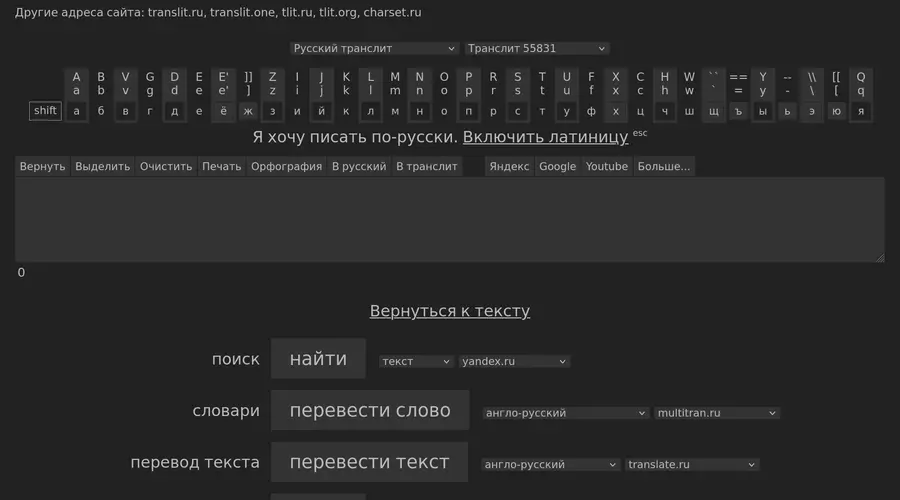 Другие адреса сайта: translit.ru, translit.one, tlit.ru, tlit.org, charset.ru
Русский транслит Транслит 55831
A B V G D E E' ]] Z I J K L M N O P R S T U F X C H W `` == Y -- \\ [[ Q
a b v g d e e' ] z i j k l m n o p r s t u f x c h w ` = y - \ [ q
shift а б в г д е ё ж з и й к л м н о п р с т у ф х ц ч ш щ ъ ы ь э ю я
Я хочу писать по-русски. Включить латиницу esc
Вернуть Выделить Очистить Печать Орфография В русский В транслит Яндекс Google Youtube Больше...
0
Вернуться к тексту
поиск найти текст yandex.ru
словари перевести слово англо-русский multitran.ru
перевод текста перевести текст англо-русский translate.ru